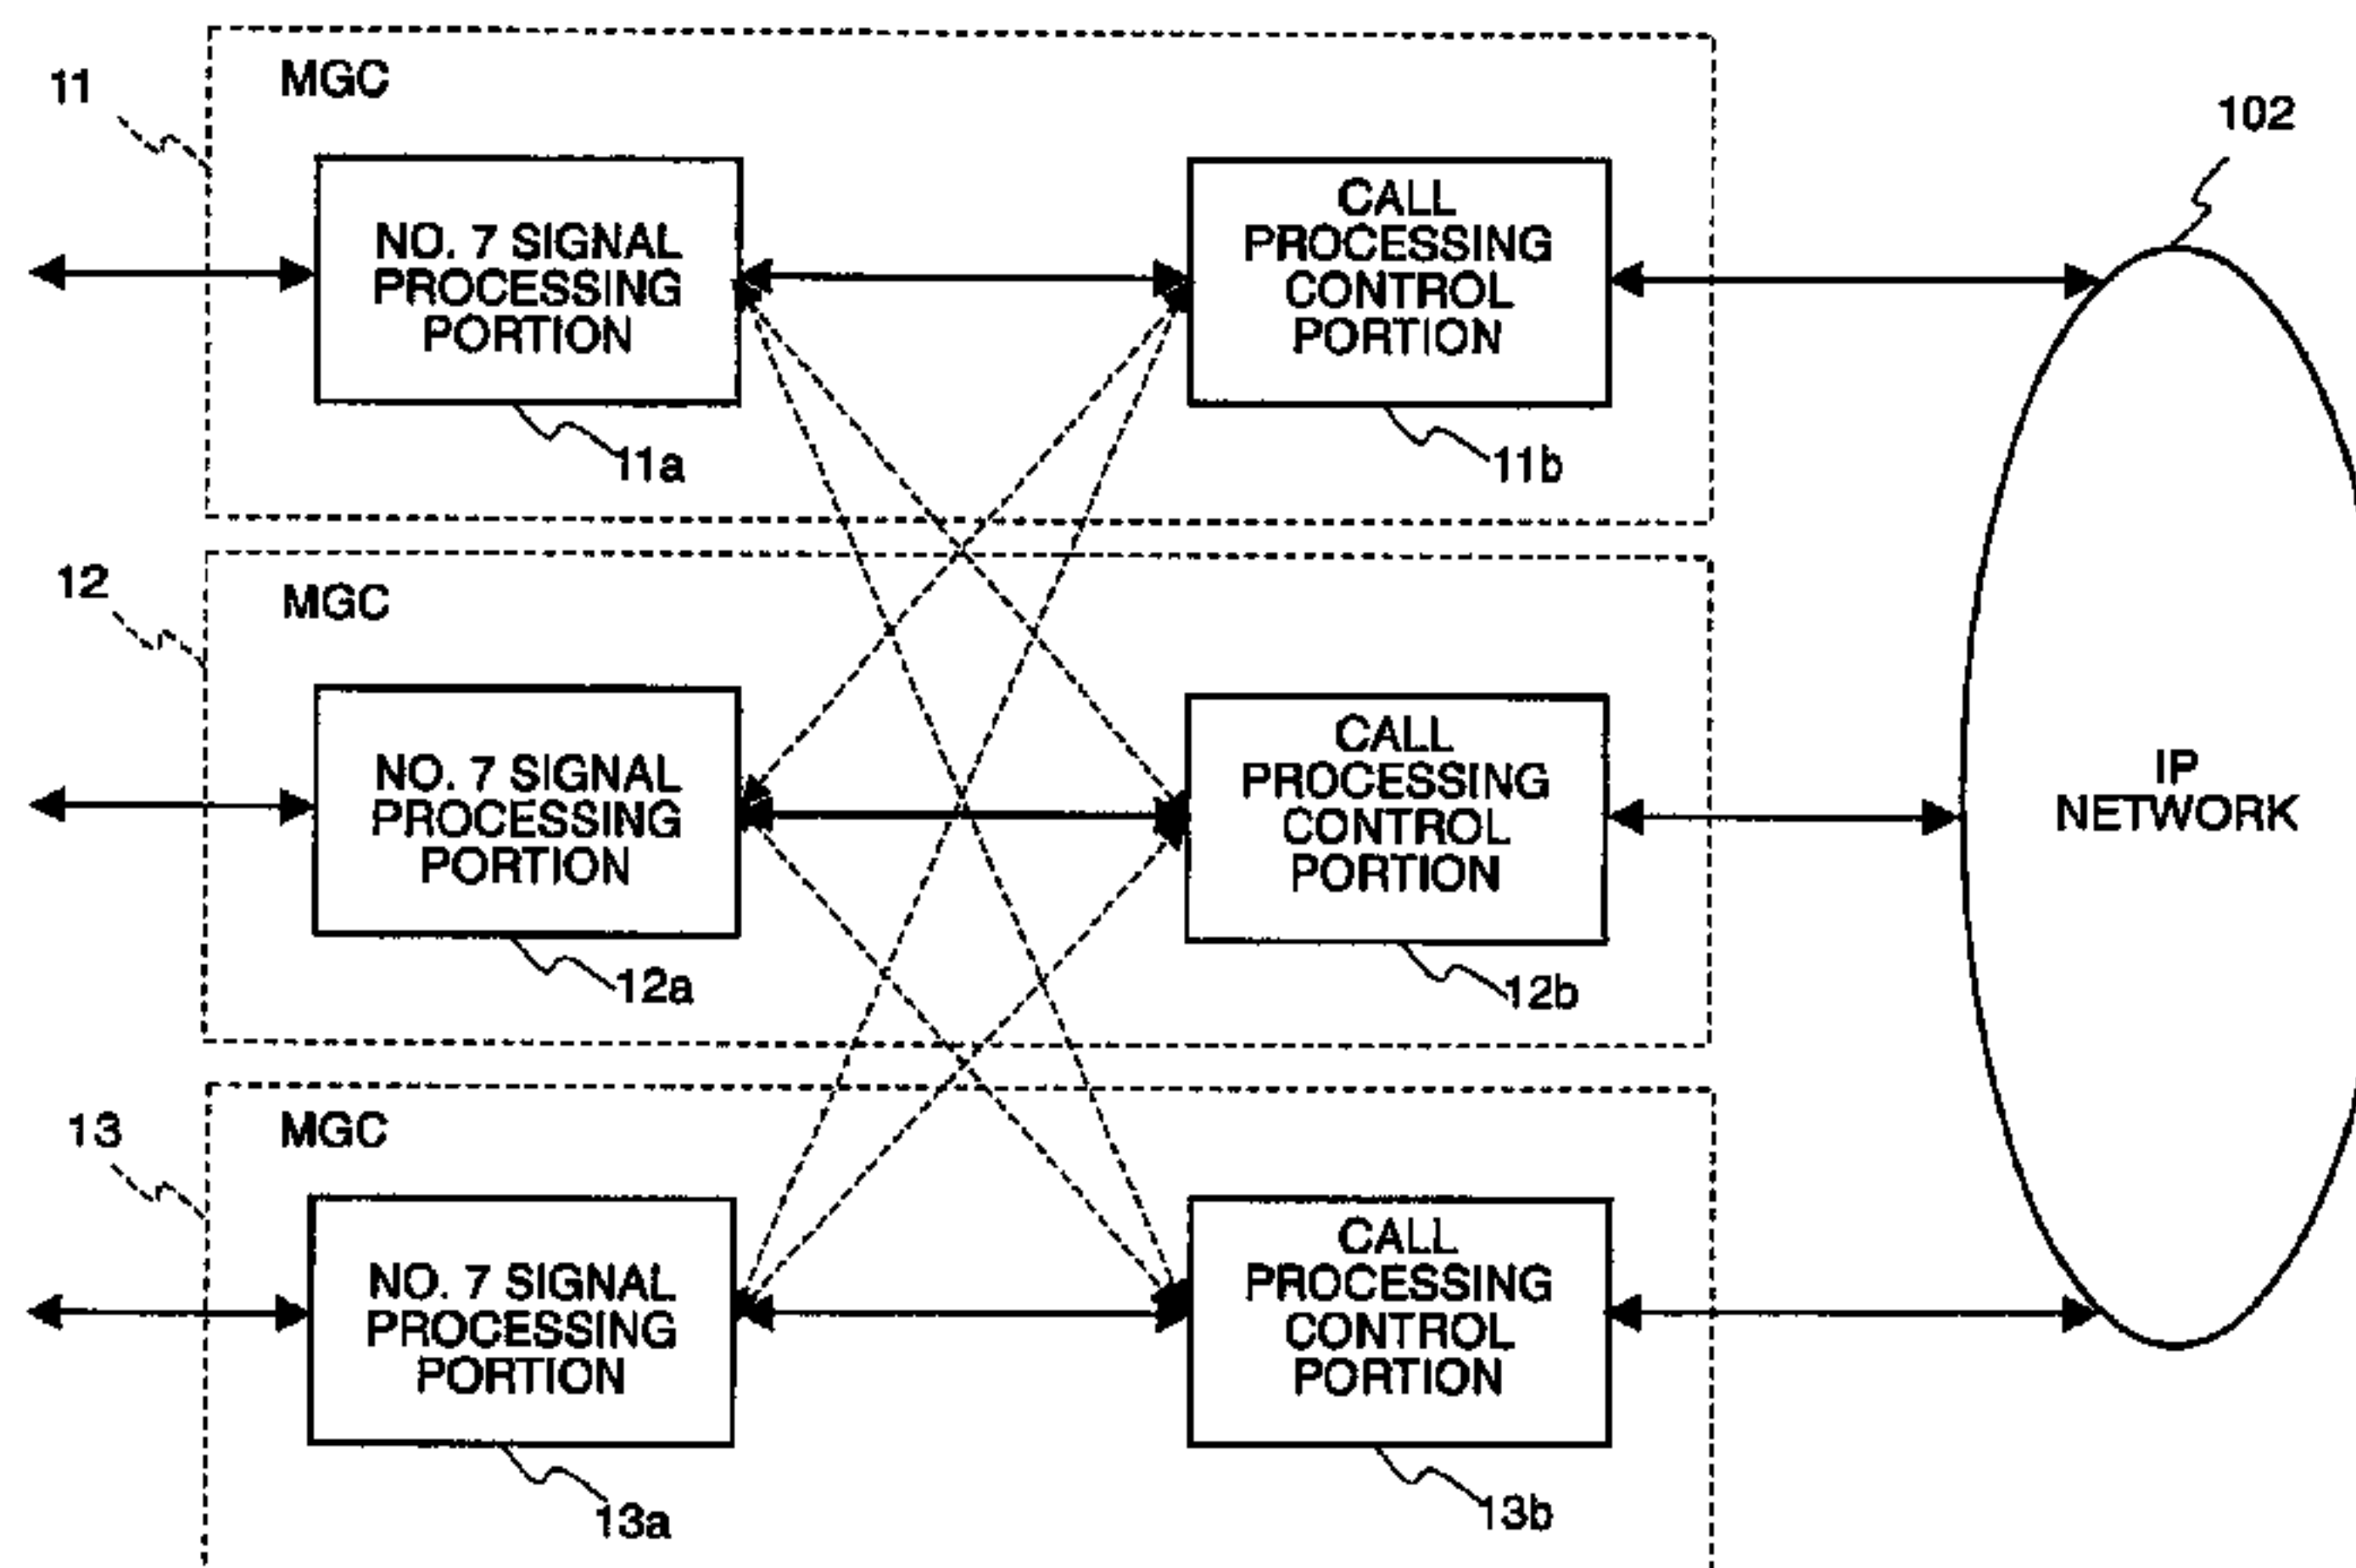 11
MGC
102
NO. 7 SIGNAL
PROCESSING
PORTION
CALL
PROCESSING
CONTROL
PORTION
11a
11b
12
MGC
NO. 7 SIGNAL
PROCESSING
PORTION
CALL
PROCESSING
CONTROL
PORTION
IP
NETWORK
12a
12b
13
MGC
NO. 7 SIGNAL
PROCESSING
PORTION
CALL
PROCESSING
CONTROL
PORTION
13a
13b